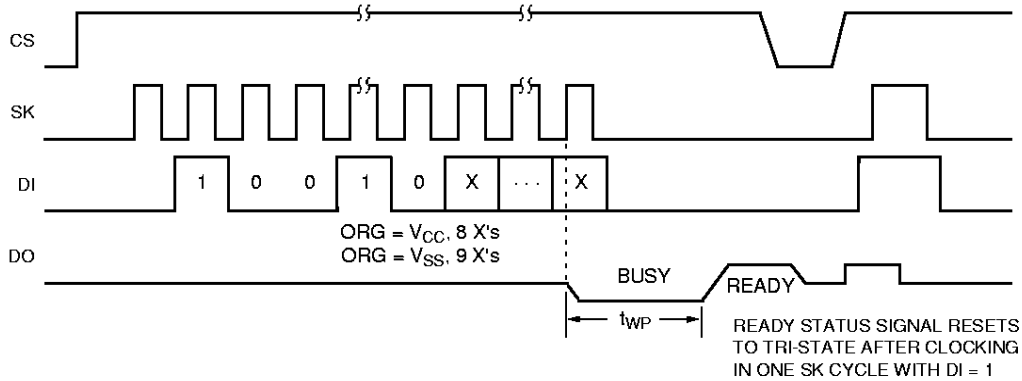 CS
SK
DI
1 0 0 1 0 X · · · X
ORG = VCC, 8 X's
ORG = VSS, 9 X's
DO
BUSY
READY
tWP
READY STATUS SIGNAL RESETS
TO TRI-STATE AFTER CLOCKING
IN ONE SK CYCLE WITH DI = 1